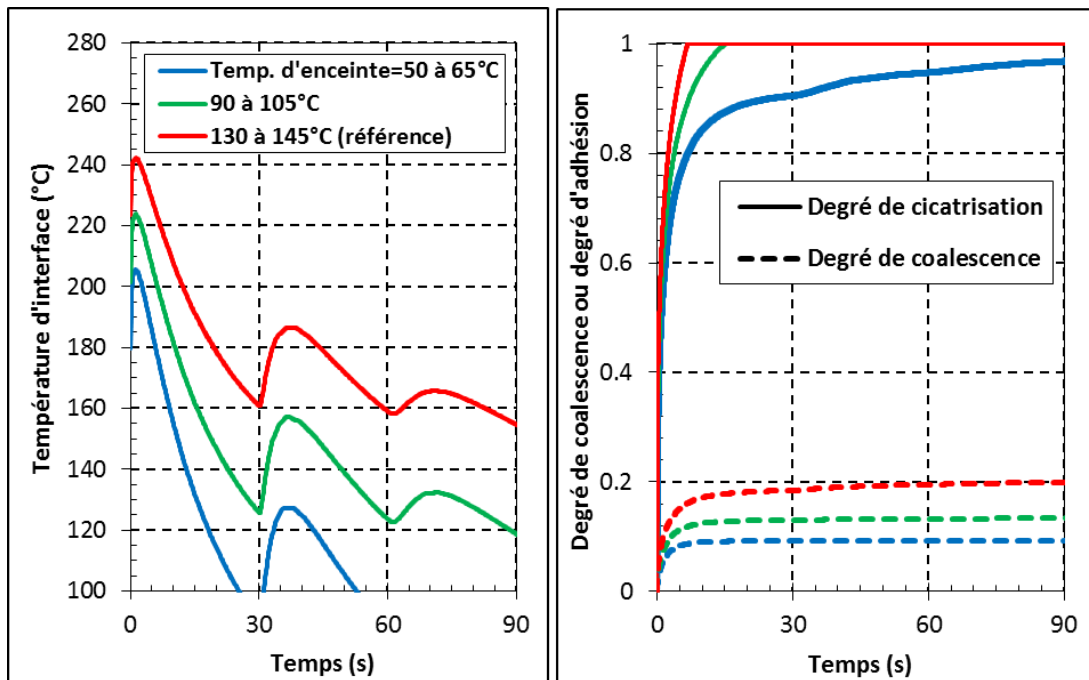 280
260
240
220
200
180
160
140
120
100
Température d'interface (°C)
Temp. d'enceinte=50 à 65°C
90 à 105°C
130 à 145°C (référence)
0
30
60
90
Temps (s)
1
0.8
0.6
0.4
0.2
0
Degré de coalescence ou degré d'adhésion
Degré de cicatrisation
Degré de coalescence
0
30
60
90
Temps (s)